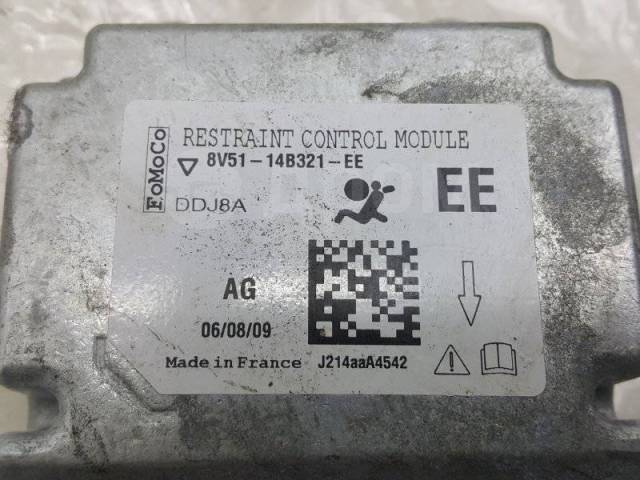 FoMoCo
RESTRAINT CONTROL MODULE
8V51-14B321-EE
DDJ8A
EE
AG
06/08/09
Made in France
J214aaA4542